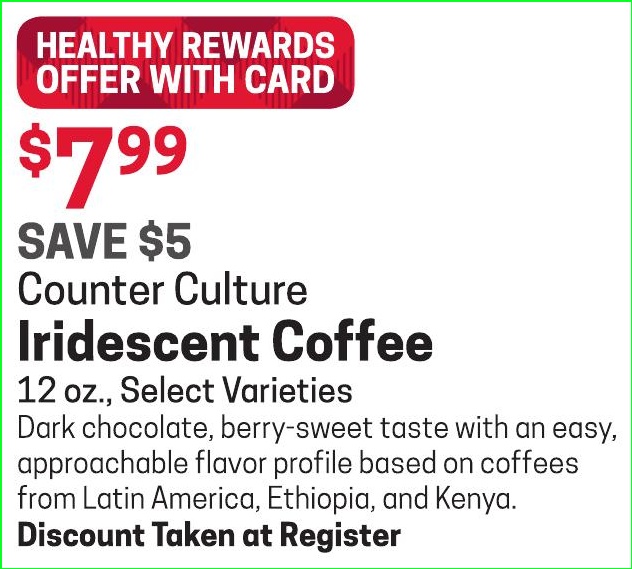 HEALTHY REWARDS
OFFER WITH CARD
$7.99
SAVE $5
Counter Culture
Iridescent Coffee
12 oz., Select Varieties
Dark chocolate, berry-sweet taste with an easy,
approachable flavor profile based on coffees
from Latin America, Ethiopia, and Kenya.
Discount Taken at Register